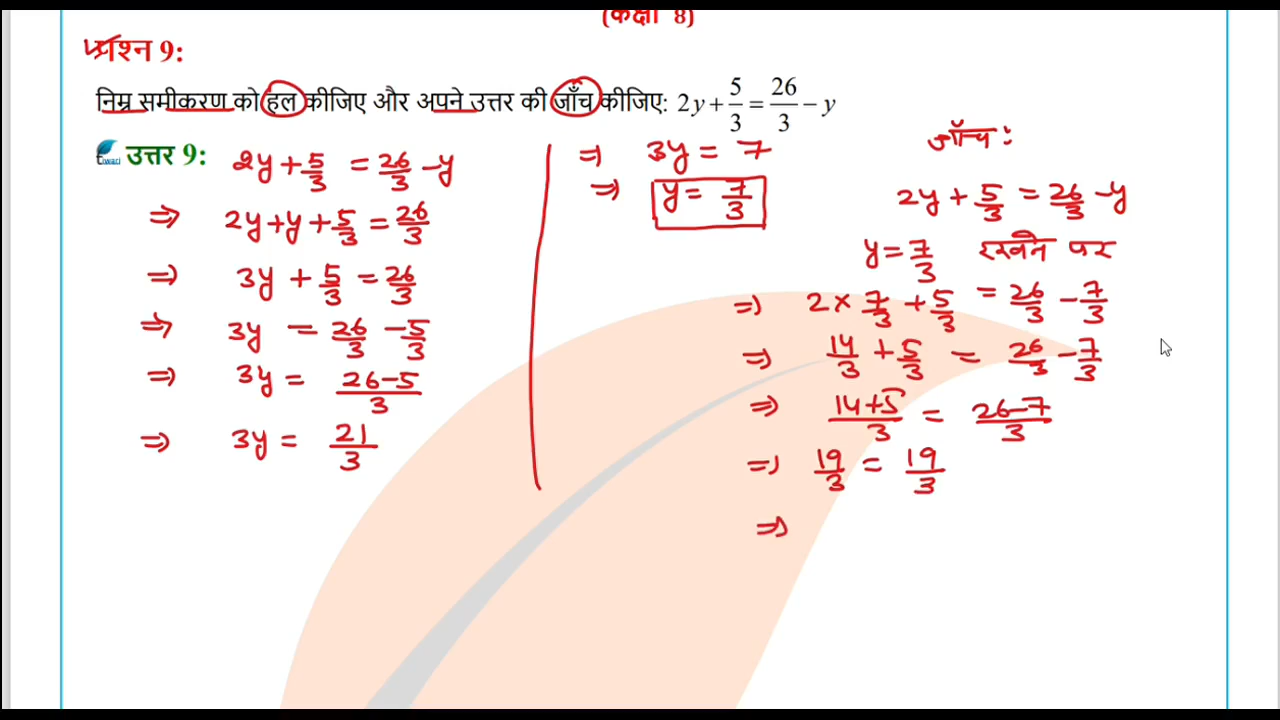 (कक्षा 8)
प्रश्न 9:
निम्न समीकरण को हल कीजिए और अपने उत्तर की जाँच कीजिए: 2y + 5/3 = 26/3 − y
उत्तर 9:
2y + 5/3 = 26/3 − y
⇒ 2y + y + 5/3 = 26/3
⇒ 3y + 5/3 = 26/3
⇒ 3y = 26/3 − 5/3
⇒ 3y = (26−5)/3
⇒ 3y = 21/3
⇒ 3y = 7
⇒ y = 7/3
जाँच:
2y + 5/3 = 26/3 − y
y = 7/3 रखने पर
⇒ 2 × 7/3 + 5/3 = 26/3 − 7/3
⇒ 14/3 + 5/3 = 26/3 − 7/3
⇒ (14+5)/3 = (26−7)/3
⇒ 19/3 = 19/3
⇒